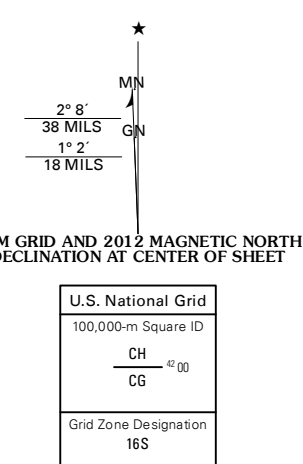 ★
MN
2° 8´
38 MILS
GN
1° 2´
18 MILS
M GRID AND 2012 MAGNETIC NORTH
DECLINATION AT CENTER OF SHEET
U.S. National Grid
100,000-m Square ID
CH
42 00
CG
Grid Zone Designation
16S